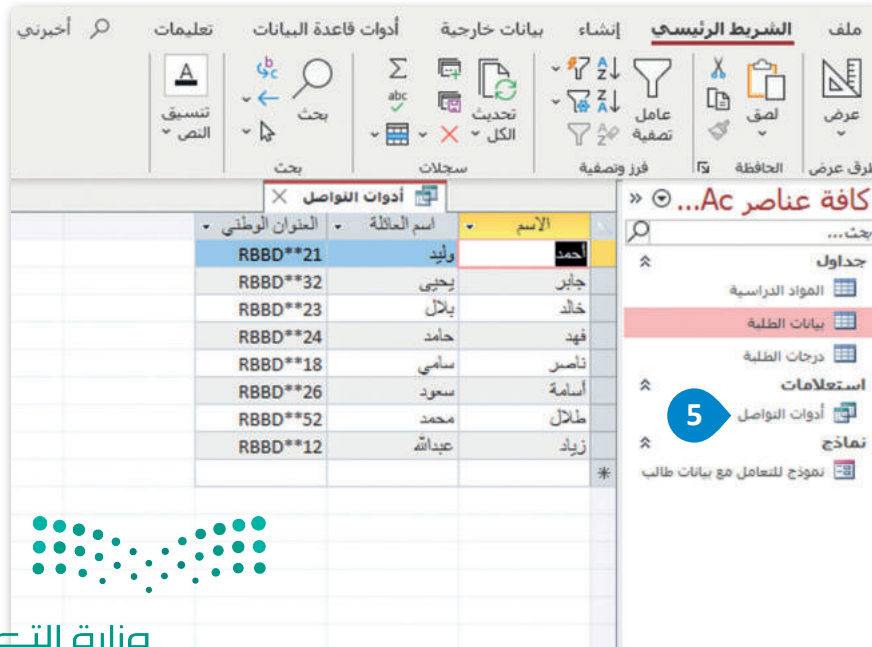 ملف الشريط الرئيسي إنشاء بيانات خارجية أدوات قاعدة البيانات تعليمات أخبرني
عرض
لصق
عامل تصفية
تحديث الكل
abc
بحث
تنسيق النص
طرق عرض الحافظة فرز وتصفية سجلات بحث
كافة عناصر Ac...
بحث...
جداول
المواد الدراسية
بيانات الطلبة
درجات الطلبة
استعلامات
أدوات التواصل
5
نماذج
نموذج للتعامل مع بيانات طالب
أدوات التواصل
الاسم اسم العائلة العنوان الوطني
أحمد وليد RBBD**21
جابر يحيى RBBD**32
خالد بلال RBBD**23
فهد حامد RBBD**24
ناصر سامي RBBD**18
أسامة سعود RBBD**26
طلال محمد RBBD**52
زياد عبدالله RBBD**12
وزارة